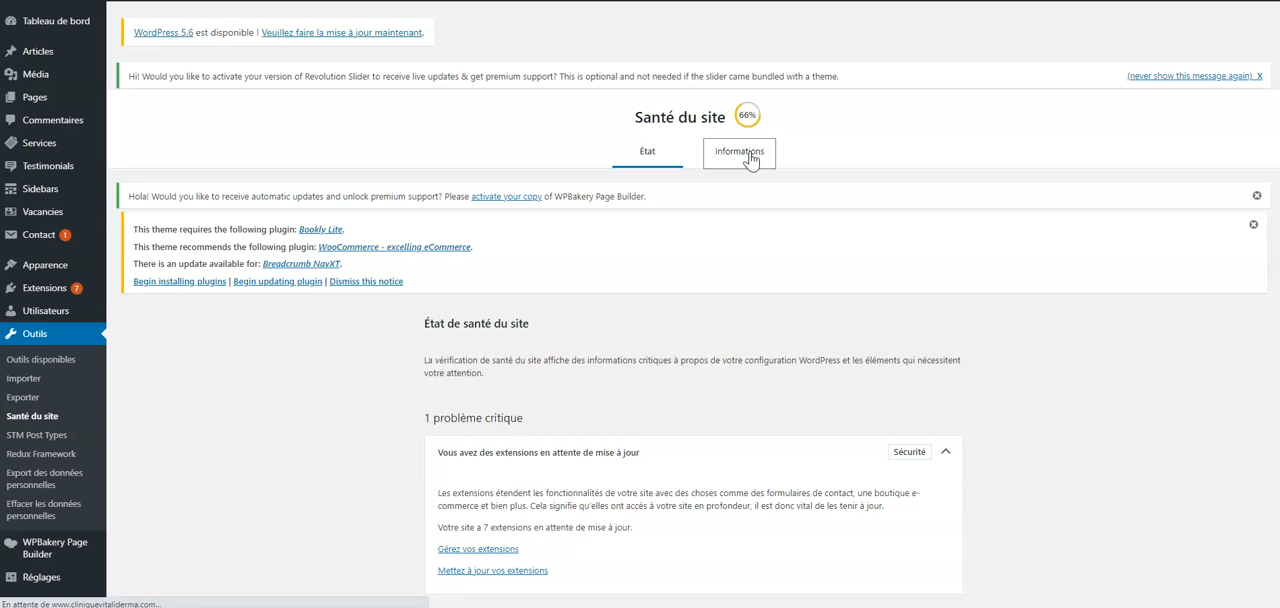 Tableau de bord
Articles
Média
Pages
Commentaires
Services
Testimonials
Sidebars
Vacancies
Contact 1
Apparence
Extensions 7
Utilisateurs
Outils
Outils disponibles
Importer
Exporter
Santé du site
STM Post Types
Redux Framework
Export des données
personnelles
Effacer les données
personnelles
WPBakery Page
Builder
Réglages
WordPress 5.6 est disponible ! Veuillez faire la mise à jour maintenant.
Hi! Would you like to activate your version of Revolution Slider to receive live updates & get premium support? This is optional and not needed if the slider came bundled with a theme.
(never show this message again) X
Santé du site 66%
État
Informations
Hola! Would you like to receive automatic updates and unlock premium support? Please activate your copy of WPBakery Page Builder.
This theme requires the following plugin: Bookly Lite.
This theme recommends the following plugin: WooCommerce - excelling eCommerce.
There is an update available for: Breadcrumb NavXT.
Begin installing plugins | Begin updating plugin | Dismiss this notice
État de santé du site
La vérification de santé du site affiche des informations critiques à propos de votre configuration WordPress et les éléments qui nécessitent
votre attention.
1 problème critique
Vous avez des extensions en attente de mise à jour
Sécurité
Les extensions étendent les fonctionnalités de votre site avec des choses comme des formulaires de contact, une boutique e-
commerce et bien plus. Cela signifie qu'elles ont accès à votre site en profondeur, il est donc vital de les tenir à jour.
Votre site a 7 extensions en attente de mise à jour.
Gérez vos extensions
Mettez à jour vos extensions
En attente de www.cliniquevitaliderma.com...